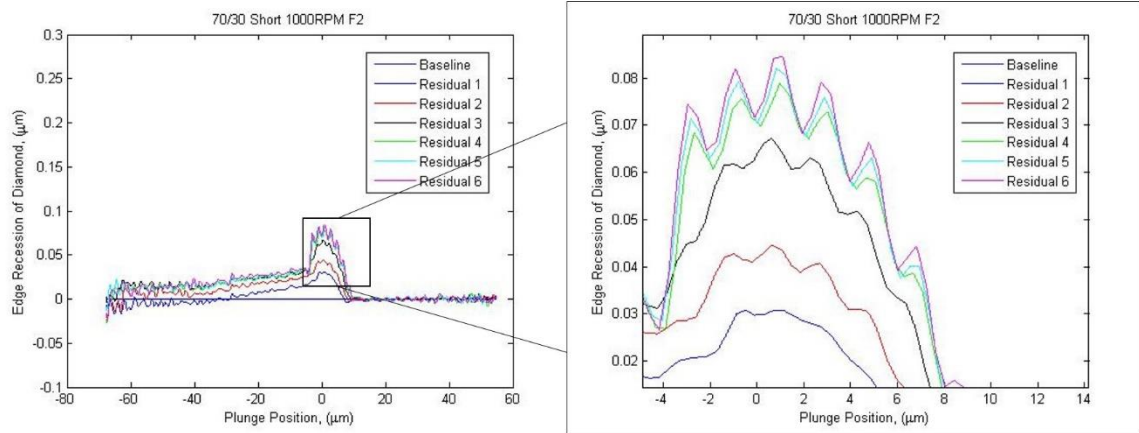 70/30 Short 1000RPM F2
0.3
0.25
0.2
0.15
0.1
0.05
0
-0.05
-0.1
Edge Recession of Diamond, (μm)
-80
-60
-40
-20
0
20
40
60
Plunge Position, (μm)
Baseline
Residual 1
Residual 2
Residual 3
Residual 4
Residual 5
Residual 6
70/30 Short 1000RPM F2
0.08
0.07
0.06
0.05
0.04
0.03
0.02
Edge Recession of Diamond, (μm)
-4
-2
0
2
4
6
8
10
12
14
Plunge Position, (μm)
Baseline
Residual 1
Residual 2
Residual 3
Residual 4
Residual 5
Residual 6